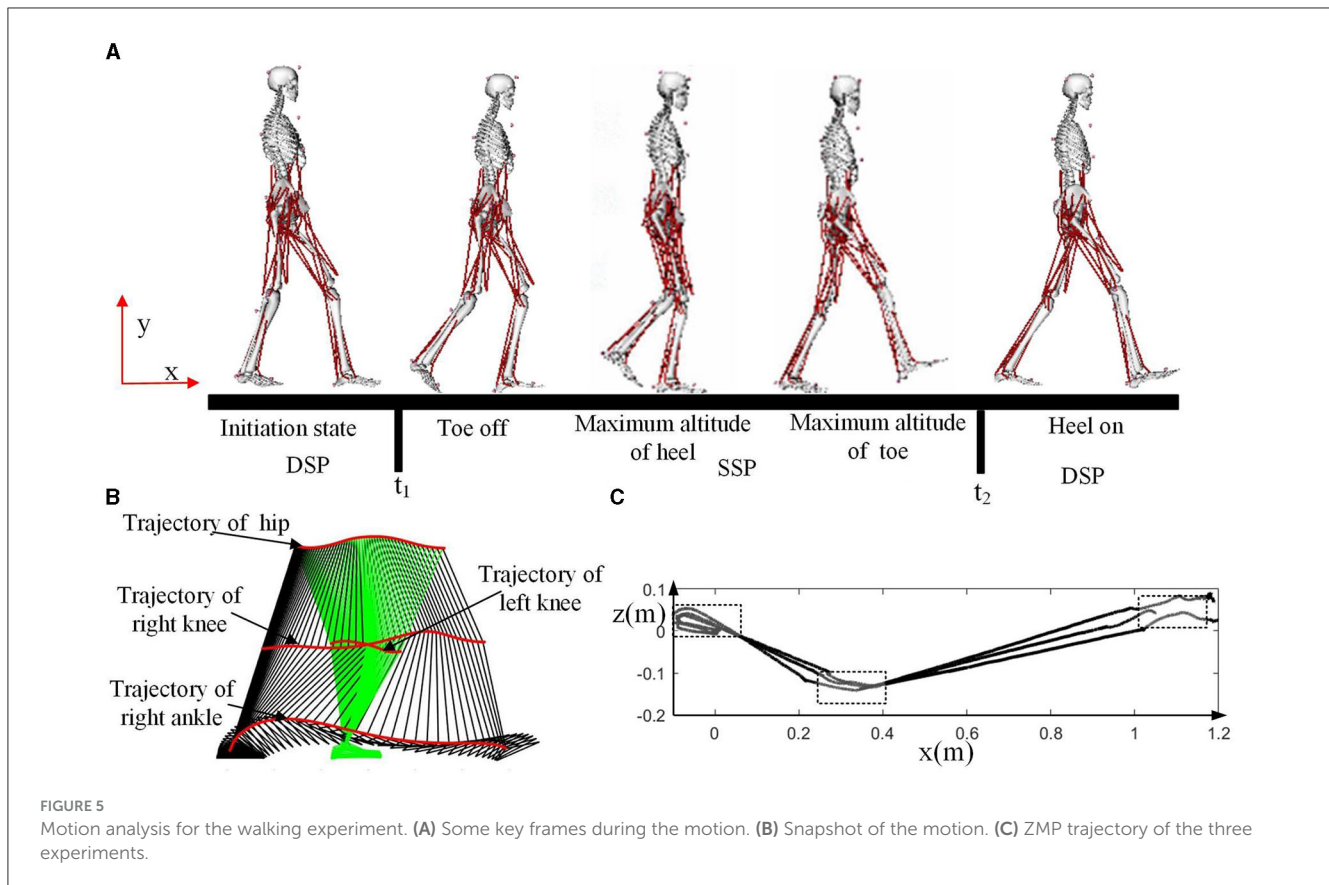 A
y
x
Initiation state
DSP
t1
Toe off
Maximum altitude
of heel
SSP
Maximum altitude
of toe
t2
Heel on
DSP
B
Trajectory of hip
Trajectory of
right knee
Trajectory of
left knee
Trajectory of
right ankle
C
z(m)
0.1
0
-0.1
-0.2
0
0.2
0.4
0.6
0.8
1
1.2
x(m)
FIGURE 5
Motion analysis for the walking experiment. (A) Some key frames during the motion. (B) Snapshot of the motion. (C) ZMP trajectory of the three
experiments.